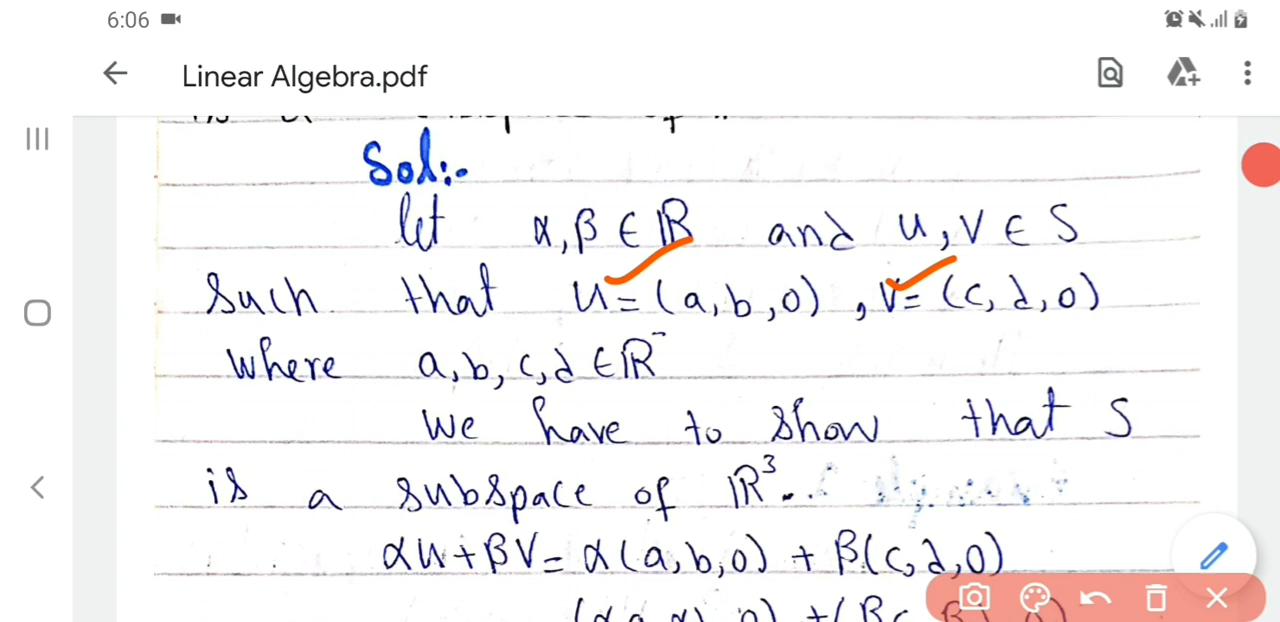 6:06
Linear Algebra.pdf
Sol:-
let α, β ∈ ℝ and u, v ∈ S
Such that u = (a, b, 0), v = (c, d, 0)
where a, b, c, d ∈ ℝ
We have to show that S
is a subspace of ℝ³.
αu + βv = α(a, b, 0) + β(c, d, 0)